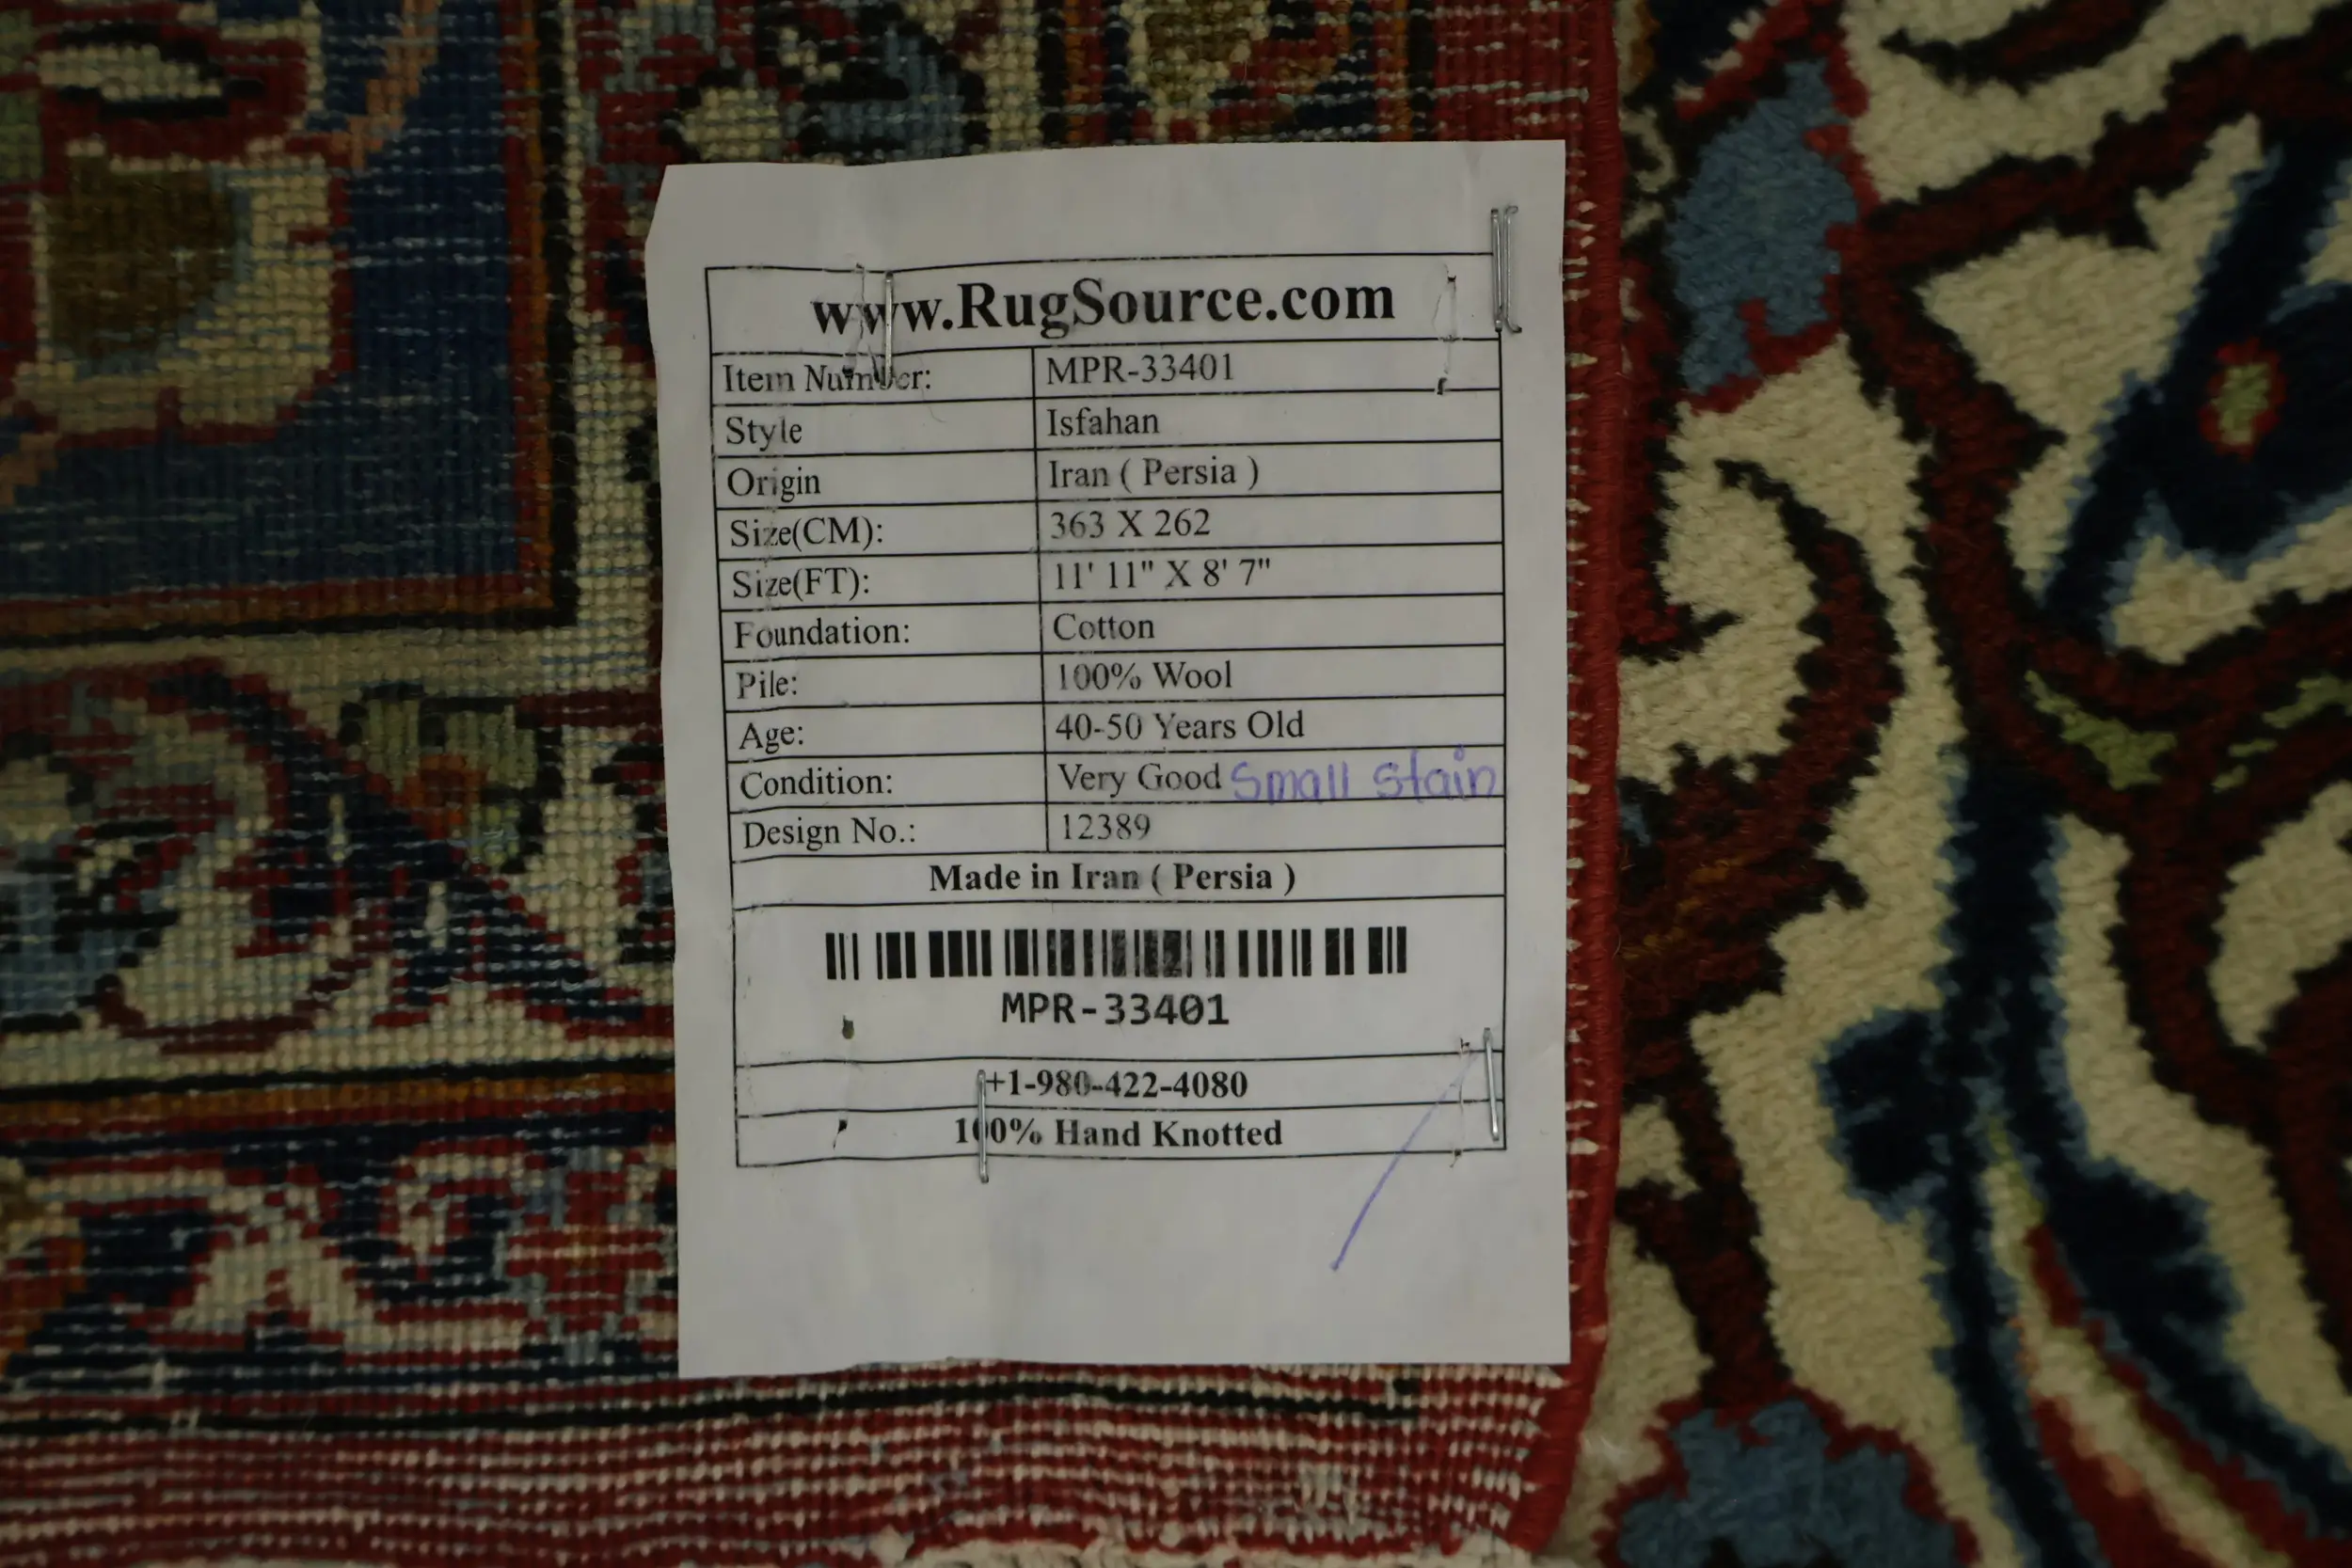 www.RugSource.com
Item Number: MPR-33401
Style Isfahan
Origin Iran ( Persia )
Size(CM): 363 X 262
Size(FT): 11' 11" X 8' 7"
Foundation: Cotton
Pile: 100% Wool
Age: 40-50 Years Old
Condition: Very Good Small stain
Design No.: 12389
Made in Iran ( Persia )
MPR-33401
+1-980-422-4080
100% Hand Knotted